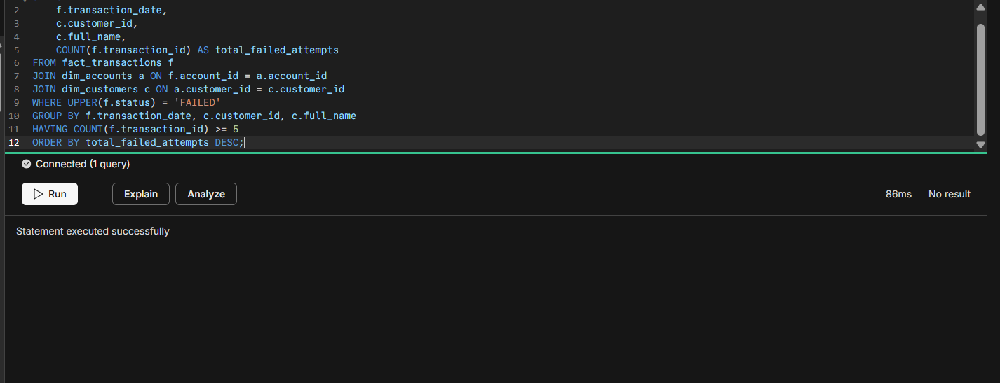 2 f.transaction_date,
3 c.customer_id,
4 c.full_name,
5 COUNT(f.transaction_id) AS total_failed_attempts
6 FROM fact_transactions f
7 JOIN dim_accounts a ON f.account_id = a.account_id
8 JOIN dim_customers c ON a.customer_id = c.customer_id
9 WHERE UPPER(f.status) = 'FAILED'
10 GROUP BY f.transaction_date, c.customer_id, c.full_name
11 HAVING COUNT(f.transaction_id) >= 5
12 ORDER BY total_failed_attempts DESC;
Connected (1 query)
Run Explain Analyze 86ms No result
Statement executed successfully